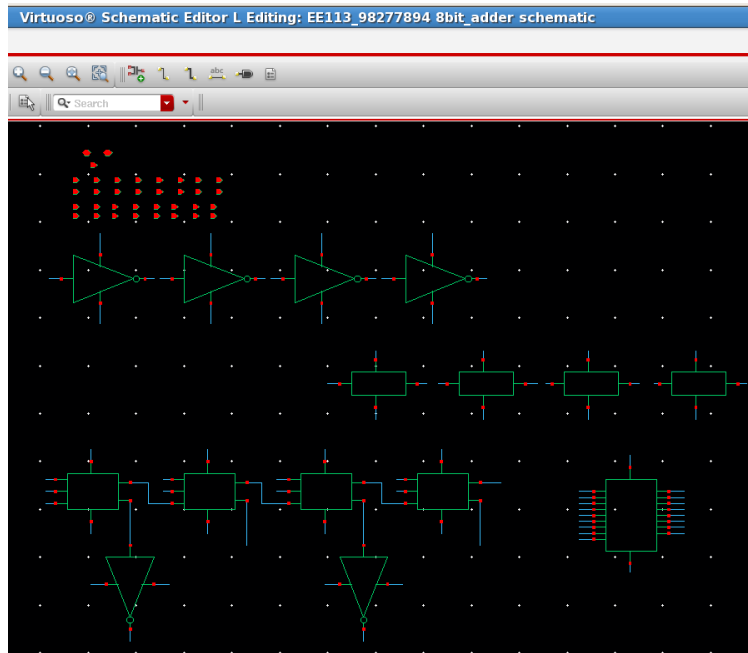 Virtuoso® Schematic Editor L Editing: EE113_98277894 8bit_adder schematic
abc
Search